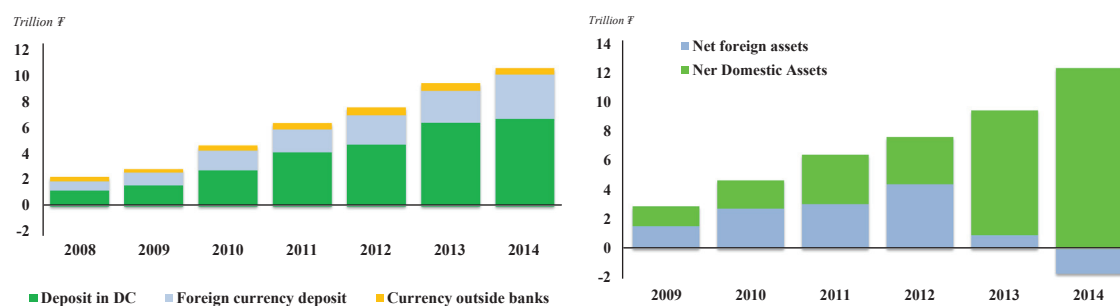 Trillion ₮
12
10
8
6
4
2
0
-2
2008 2009 2010 2011 2012 2013 2014
Deposit in DC Foreign currency deposit Currency outside banks
Trillion ₮
14
12
10
8
6
4
2
0
-2
Net foreign assets
Ner Domestic Assets
2009 2010 2011 2012 2013 2014